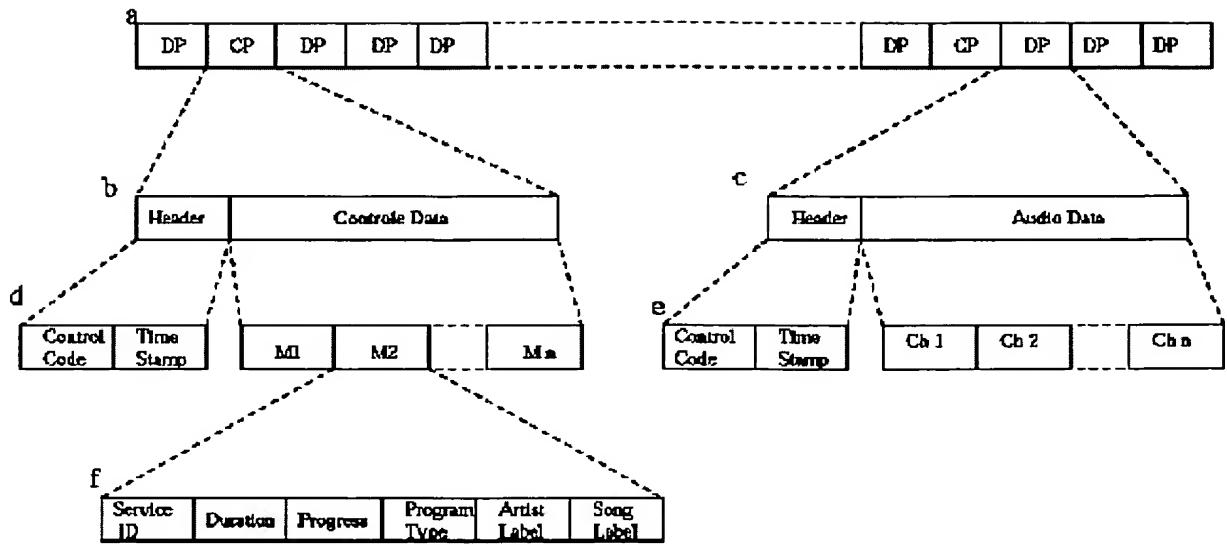 a
DP CP DP DP DP DP CP DP DP DP
b
c
Header Controle Data
Header Audio Data
d
e
Control Code
Time Stamp
M1 M2 M n
Control Code
Time Stamp
Ch 1 Ch 2 Ch n
f
Service ID
Duration
Progress
Program Type
Artist Label
Song Label